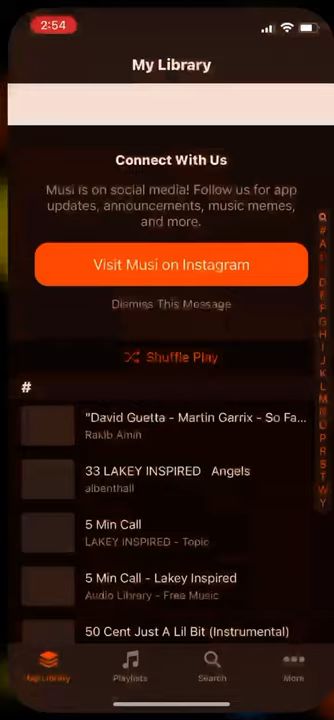 2:54
My Library
Connect With Us
Musi is on social media! Follow us for app
updates, announcements, music memes,
and more.
Visit Musi on Instagram
Dismiss This Message
Shuffle Play
#
"David Guetta - Martin Garrix - So Fa...
Rakib Amin
33 LAKEY INSPIRED Angels
albenthall
5 Min Call
LAKEY INSPIRED - Topic
5 Min Call - Lakey Inspired
Audio Library - Free Music
50 Cent Just A Lil Bit (Instrumental)
Library
Playlists
Search
More